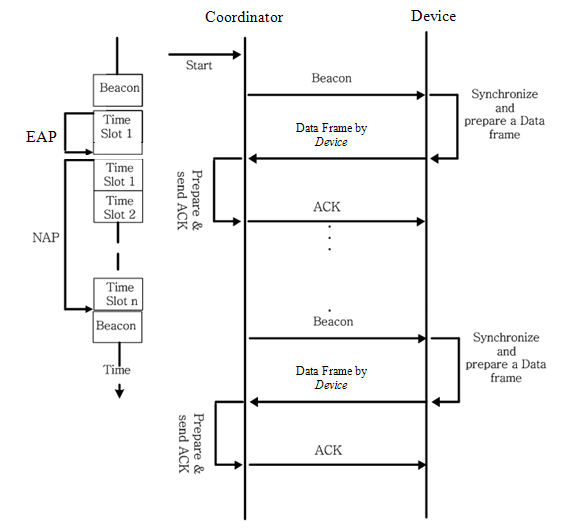 Coordinator
Device
Start
Beacon
Beacon
Synchronize
and
prepare a Data
frame
EAP
Time
Slot 1
Data Frame by
Device
Time
Slot 1
Time
Slot 2
Prepare &
send ACK
ACK
NAP
Time
Slot n
Beacon
Beacon
Synchronize
and
prepare a Data
frame
Time
Data Frame by
Device
Prepare &
send ACK
ACK